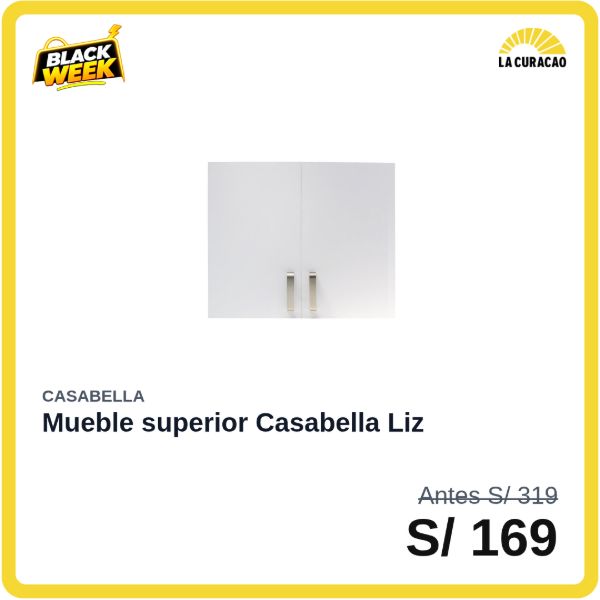 BLACK
WEEK
LA CURACAO
CASABELLA
Mueble superior Casabella Liz
Antes S/ 319
S/ 169